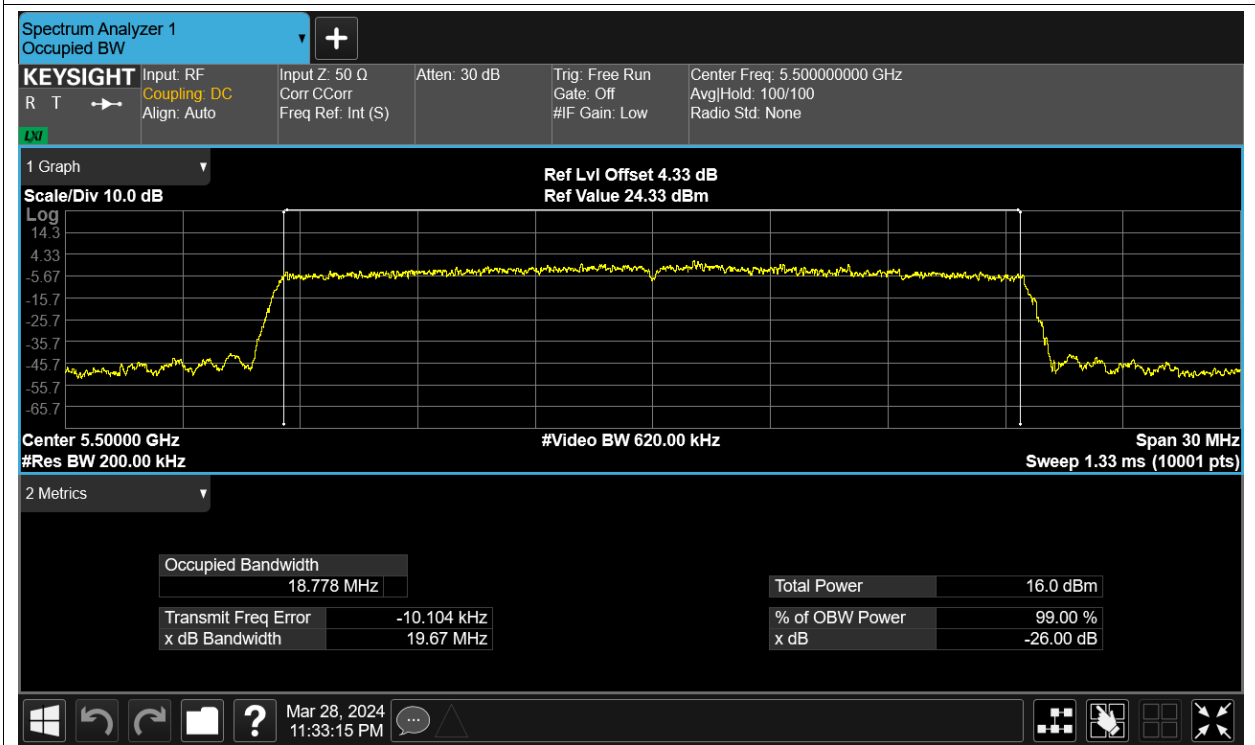 Spectrum Analyzer 1
Occupied BW
KEYSIGHT
R T
LXI
Input: RF
Coupling: DC
Align: Auto
Input Z: 50 Ω
Corr CCorr
Freq Ref: Int (S)
Atten: 30 dB
Trig: Free Run
Gate: Off
#IF Gain: Low
Center Freq: 5.500000000 GHz
Avg|Hold: 100/100
Radio Std: None
1 Graph
Scale/Div 10.0 dB
Ref Lvl Offset 4.33 dB
Ref Value 24.33 dBm
Log
14.3
4.33
-5.67
-15.7
-25.7
-35.7
-45.7
-55.7
-65.7
Center 5.50000 GHz
#Res BW 200.00 kHz
#Video BW 620.00 kHz
Span 30 MHz
Sweep 1.33 ms (10001 pts)
2 Metrics
Occupied Bandwidth
18.778 MHz
Transmit Freq Error -10.104 kHz
x dB Bandwidth 19.67 MHz
Total Power 16.0 dBm
% of OBW Power 99.00 %
x dB -26.00 dB
Mar 28, 2024
11:33:15 PM